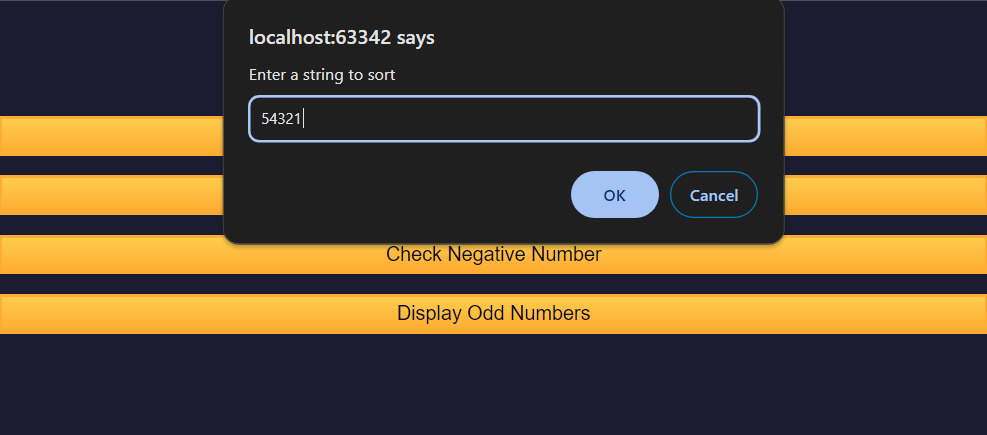 localhost:63342 says
Enter a string to sort
54321
OK Cancel
Check Negative Number
Display Odd Numbers